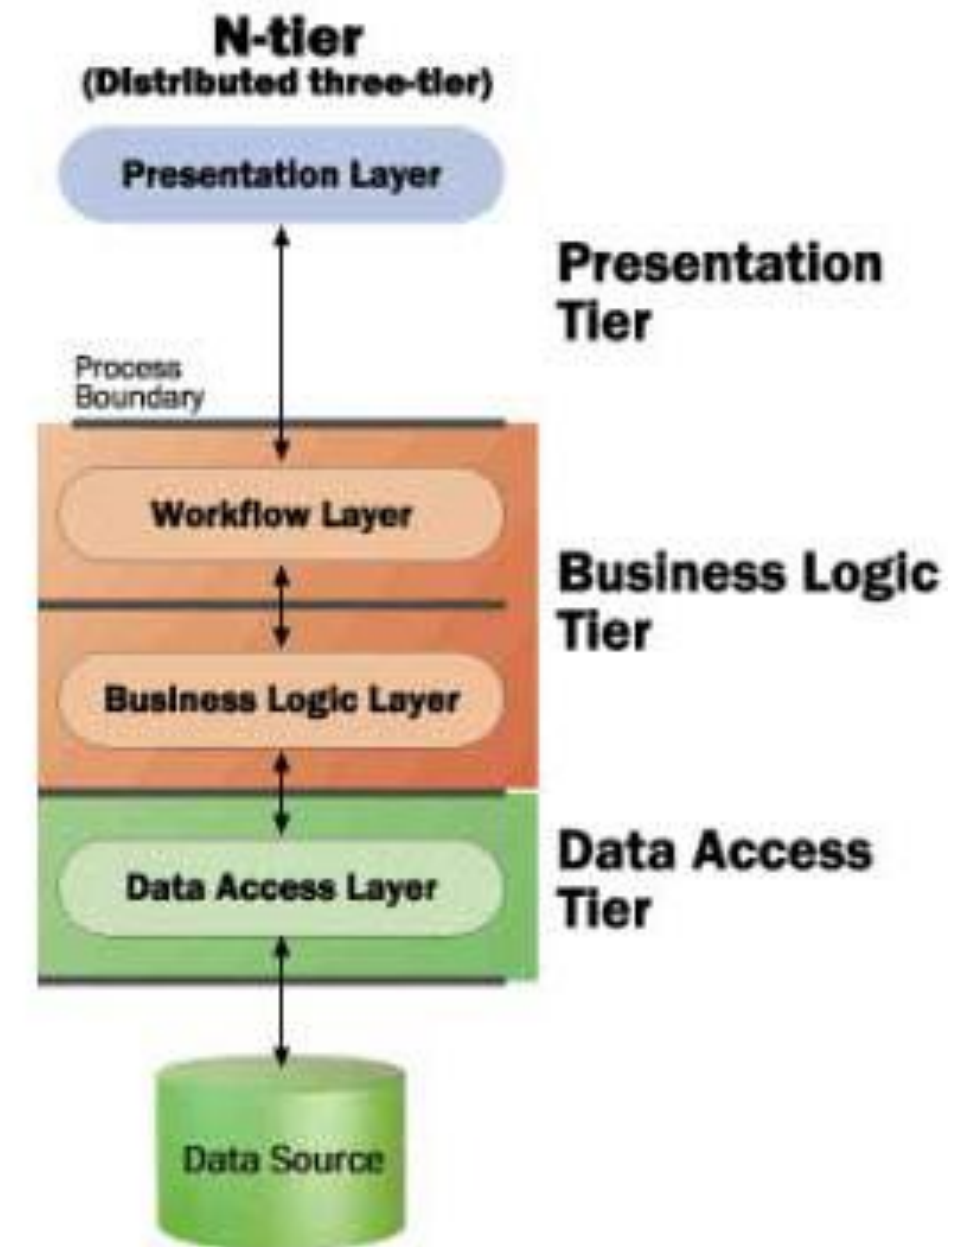 N-tier
(Distributed three-tier)
Presentation Layer
Presentation
Tier
Process
Boundary
Workflow Layer
Business Logic
Tier
Business Logic Layer
Data Access Layer
Data Access
Tier
Data Source